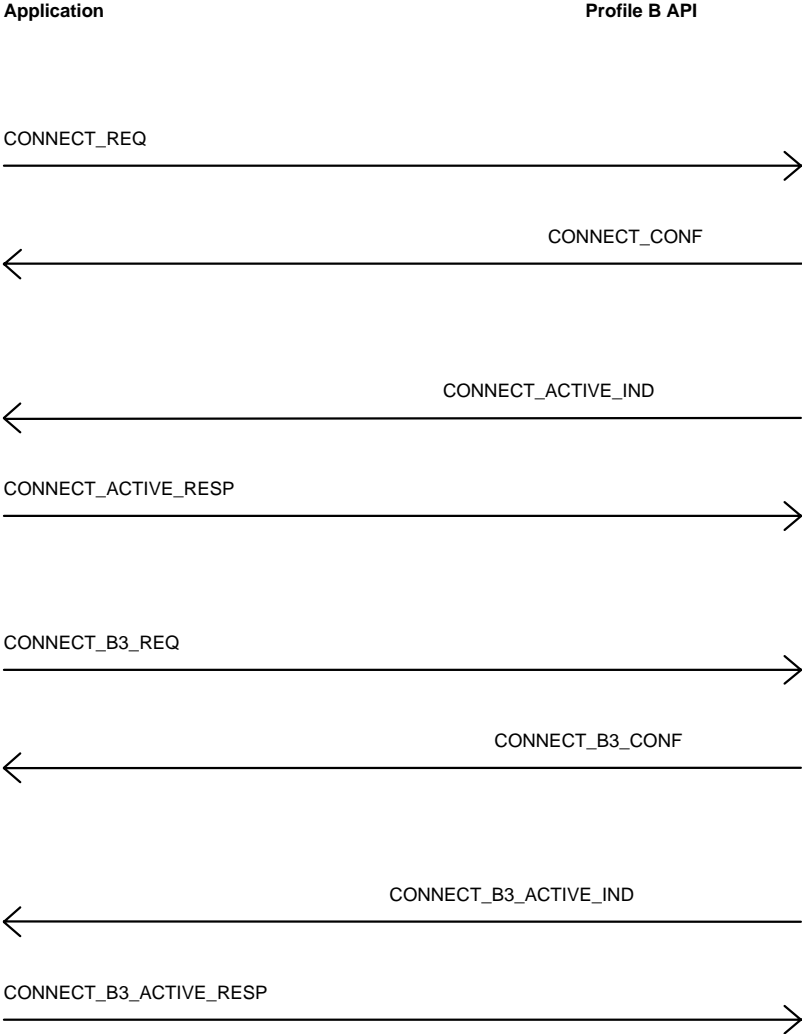 Application
Profile B API
CONNECT_REQ
CONNECT_CONF
CONNECT_ACTIVE_IND
CONNECT_ACTIVE_RESP
CONNECT_B3_REQ
CONNECT_B3_CONF
CONNECT_B3_ACTIVE_IND
CONNECT_B3_ACTIVE_RESP